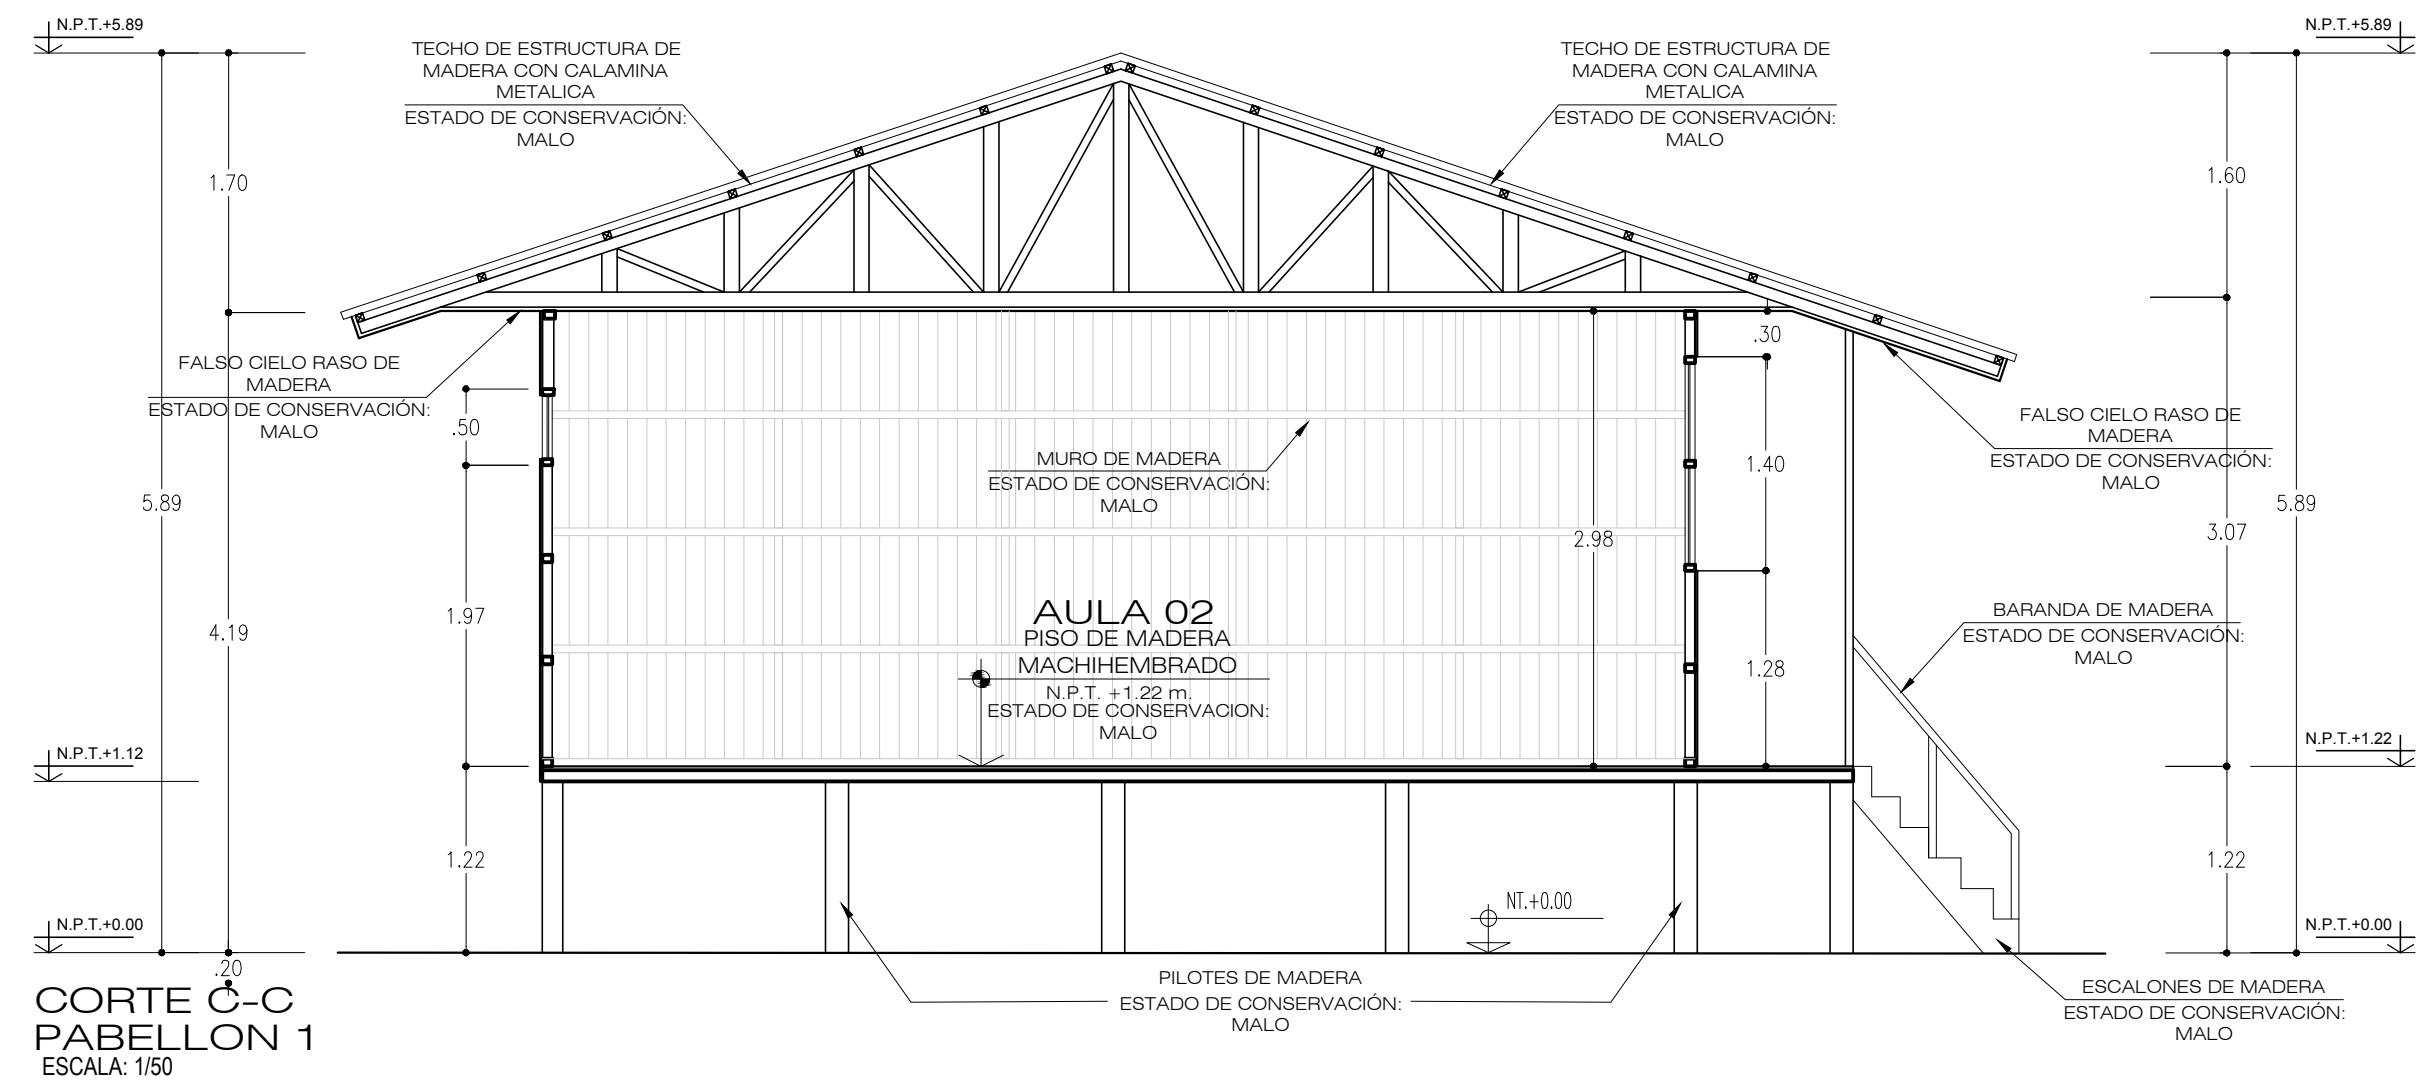 N.P.T.+5.89
N.P.T.+5.89
TECHO DE ESTRUCTURA DE
MADERA CON CALAMINA
METALICA
ESTADO DE CONSERVACIÓN:
MALO
TECHO DE ESTRUCTURA DE
MADERA CON CALAMINA
METALICA
ESTADO DE CONSERVACIÓN:
MALO
1.70
1.60
.30
FALSO CIELO RASO DE
MADERA
ESTADO DE CONSERVACIÓN:
MALO
.50
FALSO CIELO RASO DE
MADERA
ESTADO DE CONSERVACIÓN:
MALO
MURO DE MADERA
ESTADO DE CONSERVACIÓN:
MALO
1.40
5.89
5.89
2.98
3.07
1.97
4.19
AULA 02
PISO DE MADERA
MACHIHEMBRADO
N.P.T. +1.22 m.
ESTADO DE CONSERVACION:
MALO
1.28
BARANDA DE MADERA
ESTADO DE CONSERVACIÓN:
MALO
N.P.T.+1.12
N.P.T.+1.22
1.22
1.22
NT.+0.00
N.P.T.+0.00
N.P.T.+0.00
.20
PILOTES DE MADERA
ESTADO DE CONSERVACIÓN:
MALO
ESCALONES DE MADERA
ESTADO DE CONSERVACIÓN:
MALO
CORTE C-C
PABELLON 1
ESCALA: 1/50